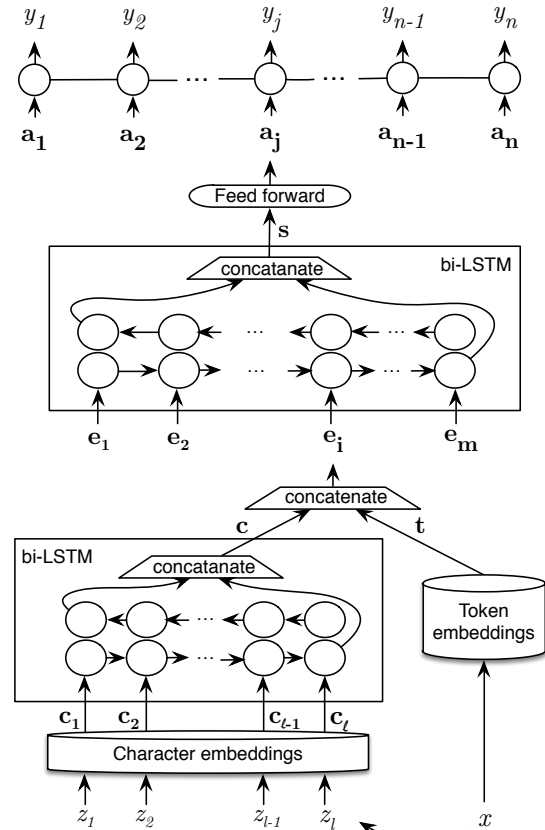 y1 y2 yj yn-1 yn
... ...
a1 a2 aj an-1 an
Feed forward
s
concatanate bi-LSTM
... ...
... ...
e1 e2 ei em
concatenate
c t
bi-LSTM concatanate
... Token
... embeddings
c1 c2 cℓ-1 cℓ
Character embeddings
z1 z2 zl-1 zl x